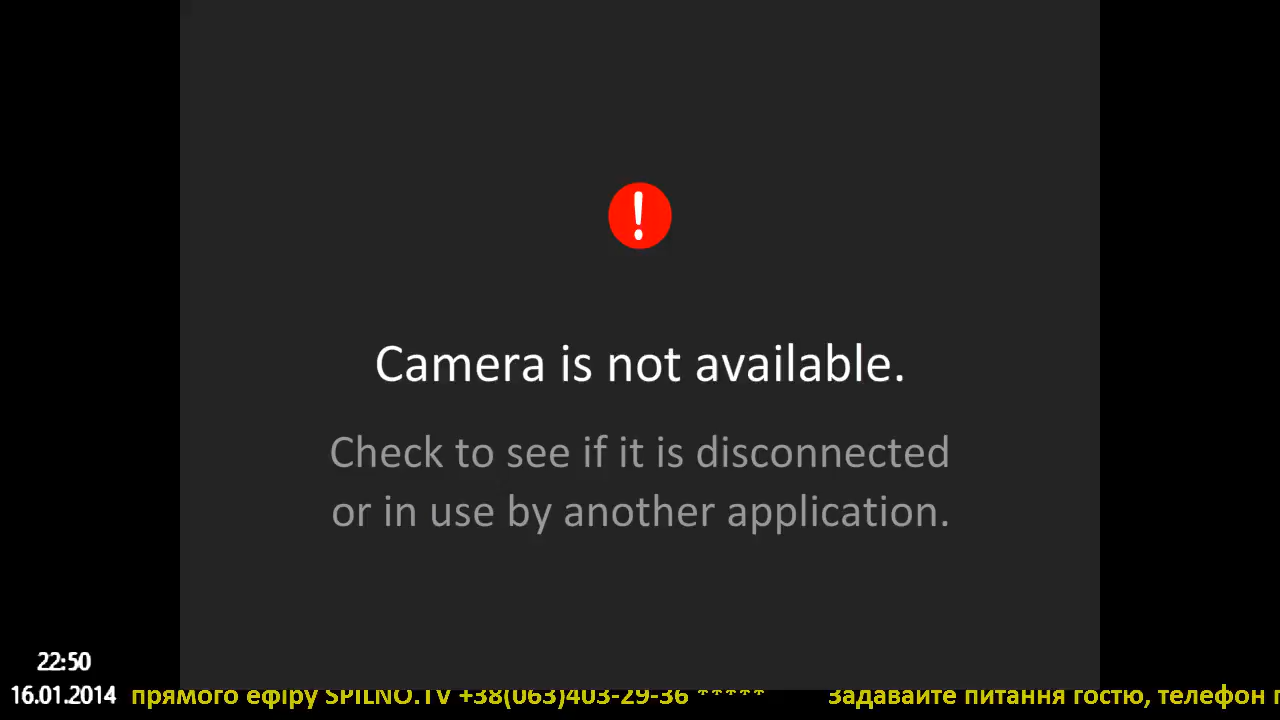 Camera is not available.
Check to see if it is disconnected
or in use by another application.
22:50
16.01.2014 прямого ефіру SPILNO.TV +38(063)403-29-36 ***** Задавайте питання гостю, телефон